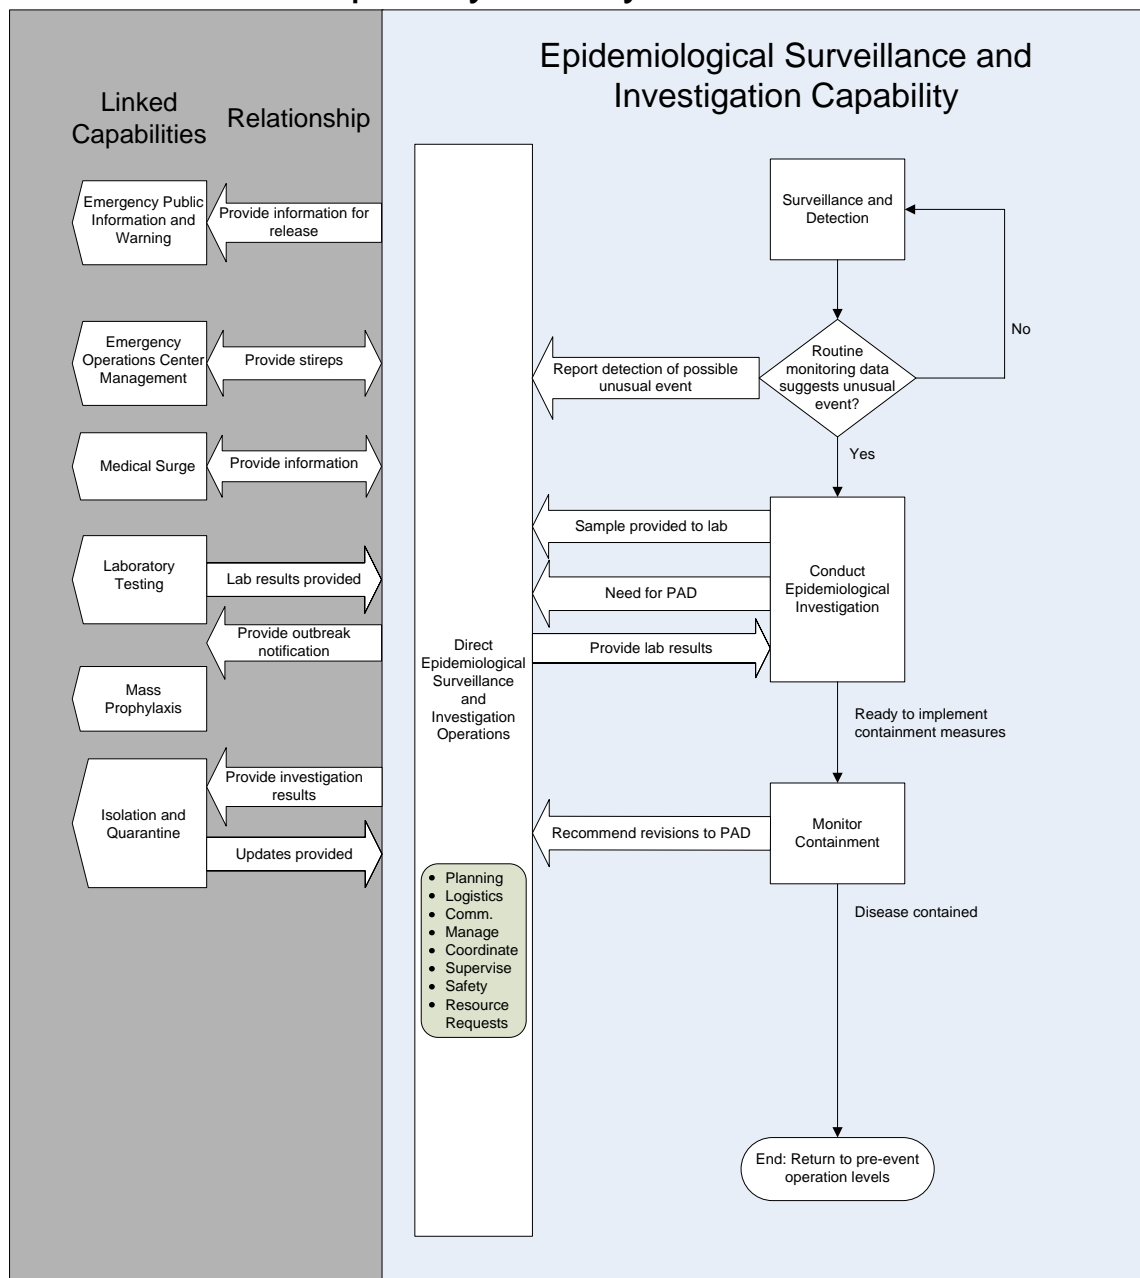 Epidemiological Surveillance and
Investigation Capability
Linked
Capabilities
Relationship
Emergency Public
Information and
Warning
Provide information for
release
Emergency
Operations Center
Management
Provide stireps
Medical Surge
Provide information
Laboratory
Testing
Lab results provided
Provide outbreak
notification
Mass
Prophylaxis
Isolation and
Quarantine
Provide investigation
results
Updates provided
Direct
Epidemiological
Surveillance
and
Investigation
Operations
• Planning
• Logistics
• Comm.
• Manage
• Coordinate
• Supervise
• Safety
• Resource
Requests
Surveillance and
Detection
No
Routine
monitoring data
suggests unusual
event?
Report detection of possible
unusual event
Yes
Sample provided to lab
Need for PAD
Provide lab results
Conduct
Epidemiological
Investigation
Ready to implement
containment measures
Recommend revisions to PAD
Monitor
Containment
Disease contained
End: Return to pre-event
operation levels